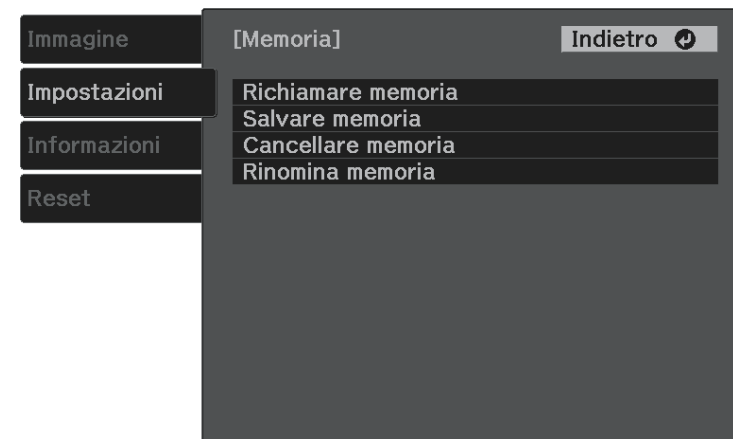 Immagine
Impostazioni
Informazioni
Reset
[Memoria]
Indietro
Richiamare memoria
Salvare memoria
Cancellare memoria
Rinomina memoria